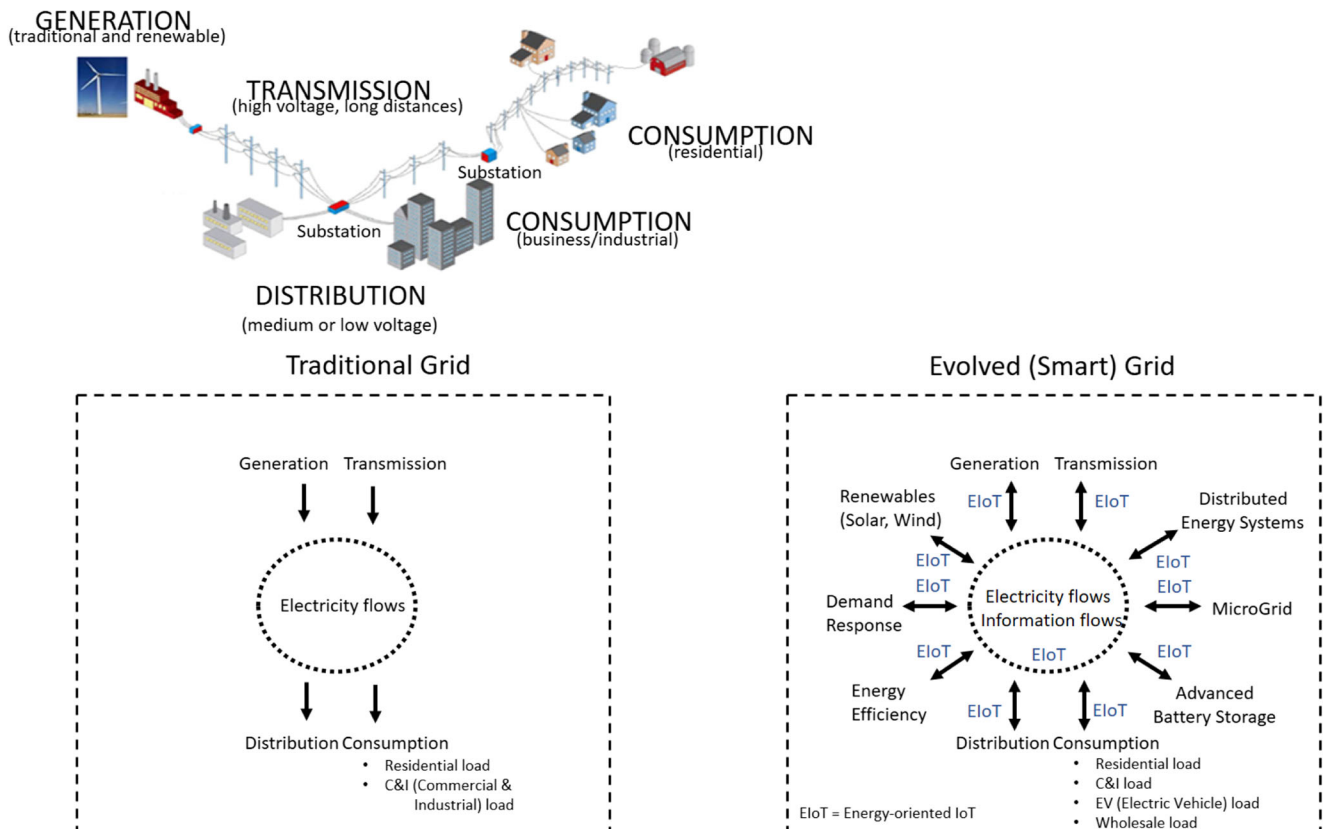 GENERATION
(traditional and renewable)
TRANSMISSION
(high voltage, long distances)
CONSUMPTION
(residential)
Substation
Substation
CONSUMPTION
(business/industrial)
DISTRIBUTION
(medium or low voltage)
Traditional Grid
Generation Transmission
Electricity flows
Distribution Consumption
• Residential load
• C&I (Commercial &
Industrial) load
Evolved (Smart) Grid
Generation Transmission
EIoT EIoT
Renewables
(Solar, Wind)
Distributed
Energy Systems
EIoT EIoT
EIoT EIoT
Demand
Response
Electricity flows
Information flows
MicroGrid
EIoT EIoT EIoT
Energy
Efficiency
Advanced
Battery Storage
EIoT EIoT
Distribution Consumption
• Residential load
• C&I load
• EV (Electric Vehicle) load
• Wholesale load
EIoT = Energy-oriented IoT